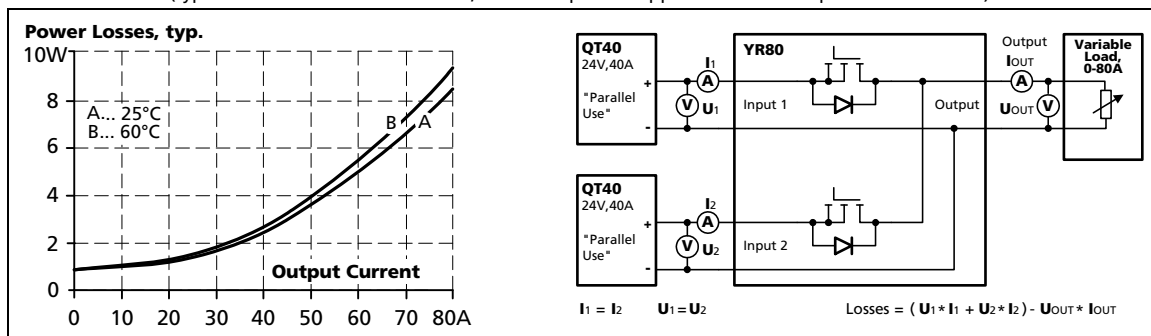 Power Losses, typ.
10W
8
6
4
2
0
A... 25°C
B... 60°C
B
A
Output Current
0 10 20 30 40 50 60 70 80A
QT40
24V,40A
"Parallel
Use"
+
-
I1
A
V
U1
YR80
Input 1
Output
Output
IOUT
A
UOUT
V
Variable
Load,
0-80A
QT40
24V,40A
"Parallel
Use"
+
-
I2
A
V
U2
Input 2
I1 = I2 U1=U2 Losses = ( U1* I1 + U2* I2 ) - UOUT* IOUT